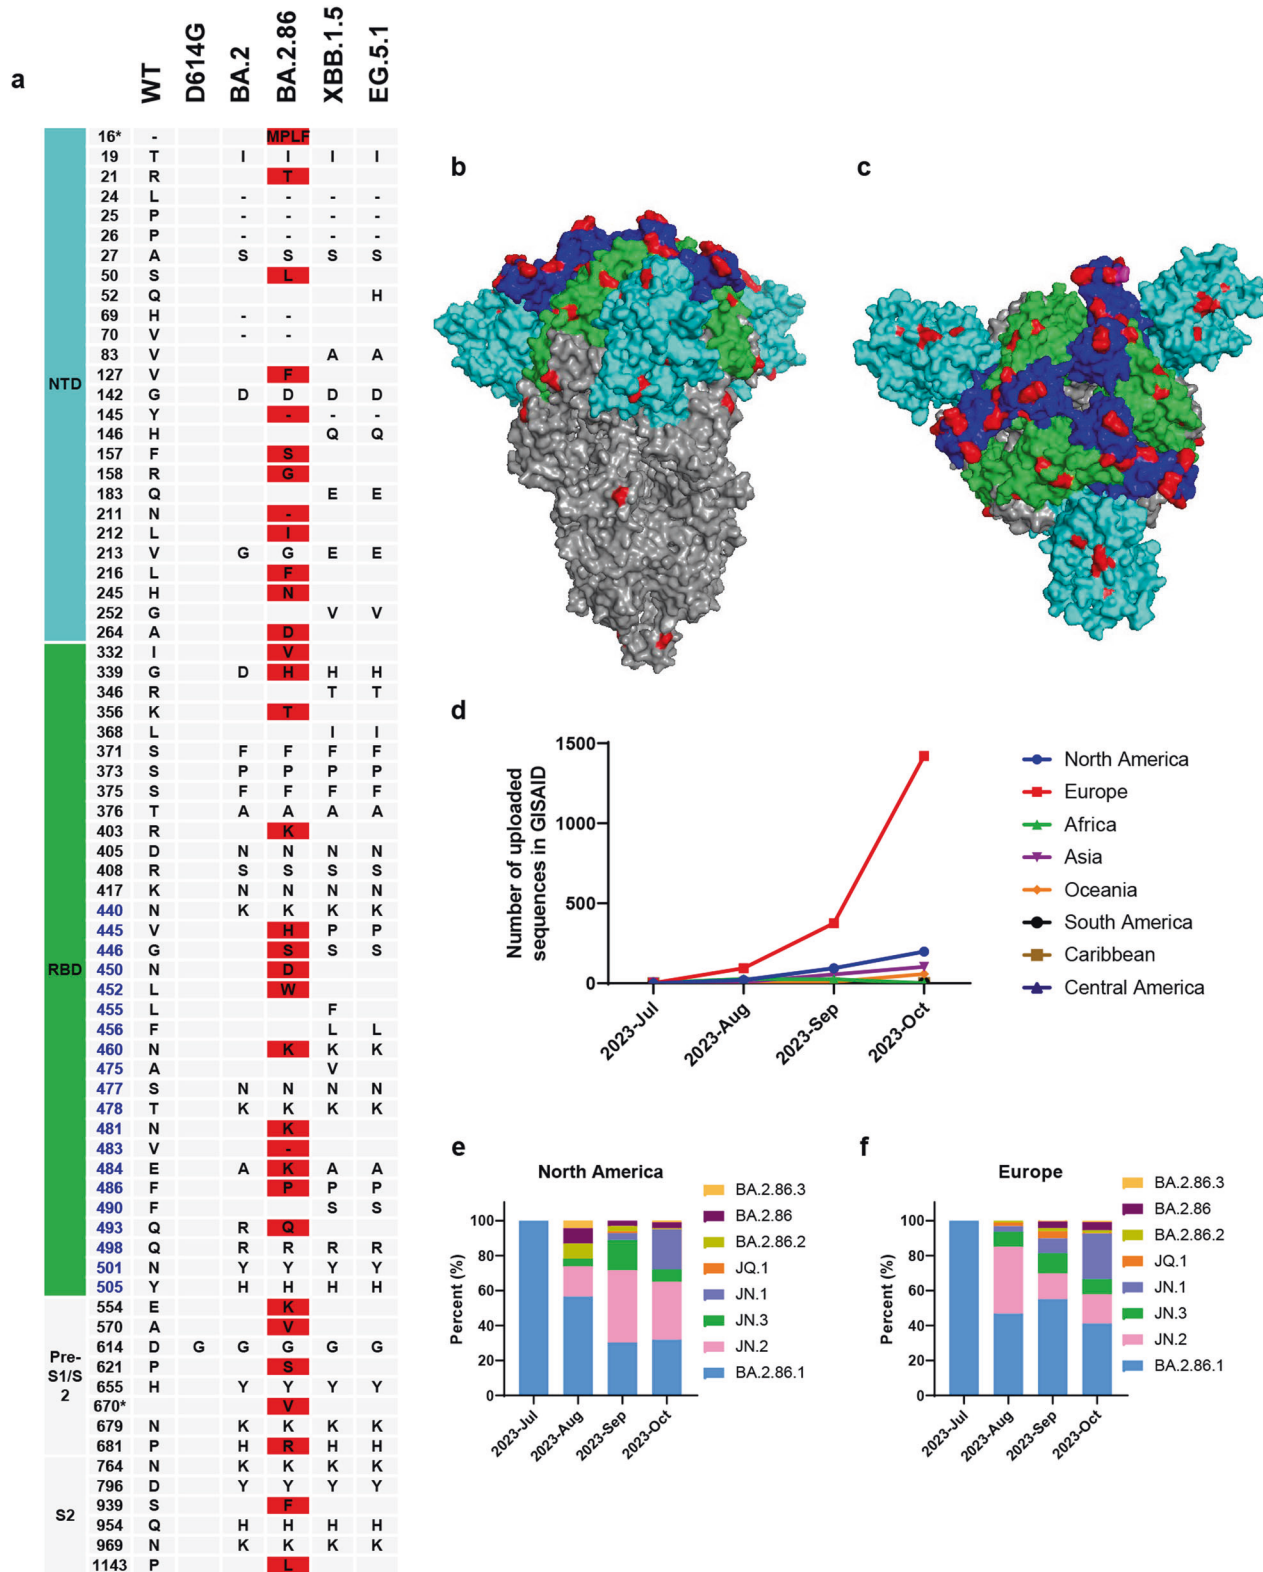 a
WT D614G BA.2 BA.2.86 XBB.1.5 EG.5.1
NTD
16* - MPLF
19 T I I I I
21 R T
24 L - - - -
25 P - - - -
26 P - - - -
27 A S S S S
50 S L
52 Q H
69 H - -
70 V - -
83 V A A
127 V F
142 G D D D D
145 Y - - -
146 H Q Q
157 F S
158 R G
183 Q E E
211 N -
212 L I
213 V G G E E
216 L F
245 H N
252 G V V
264 A D
RBD
332 I V
339 G D H H H
346 R T T
356 K T
368 L I I
371 S F F F F
373 S P P P P
375 S F F F F
376 T A A A A
403 R K
405 D N N N N
408 R S S S S
417 K N N N N
440 N K K K K
445 V H P P
446 G S S S
450 N D
452 L W
455 L F
456 F L L
460 N K K K
475 A V
477 S N N N N
478 T K K K K
481 N K
483 V -
484 E A K A A
486 F P P P
490 F S S
493 Q R Q
498 Q R R R R
501 N Y Y Y Y
505 Y H H H H
Pre-
S1/S
2
554 E K
570 A V
614 D G G G G G
621 P S
655 H Y Y Y Y
670* V
679 N K K K K
681 P H R H H
S2
764 N K K K K
796 D Y Y Y Y
939 S F
954 Q H H H H
969 N K K K K
1143 P L
b
c
d
Number of uploaded
sequences in GISAID
1500
1000
500
0
2023-Jul 2023-Aug 2023-Sep 2023-Oct
North America
Europe
Africa
Asia
Oceania
South America
Caribbean
Central America
e
North America
Percent (%)
100
80
60
40
20
0
2023-Jul 2023-Aug 2023-Sep 2023-Oct
BA.2.86.3
BA.2.86
BA.2.86.2
JQ.1
JN.1
JN.3
JN.2
BA.2.86.1
f
Europe
Percent (%)
100
80
60
40
20
0
2023-Jul 2023-Aug 2023-Sep 2023-Oct
BA.2.86.3
BA.2.86
BA.2.86.2
JQ.1
JN.1
JN.3
JN.2
BA.2.86.1